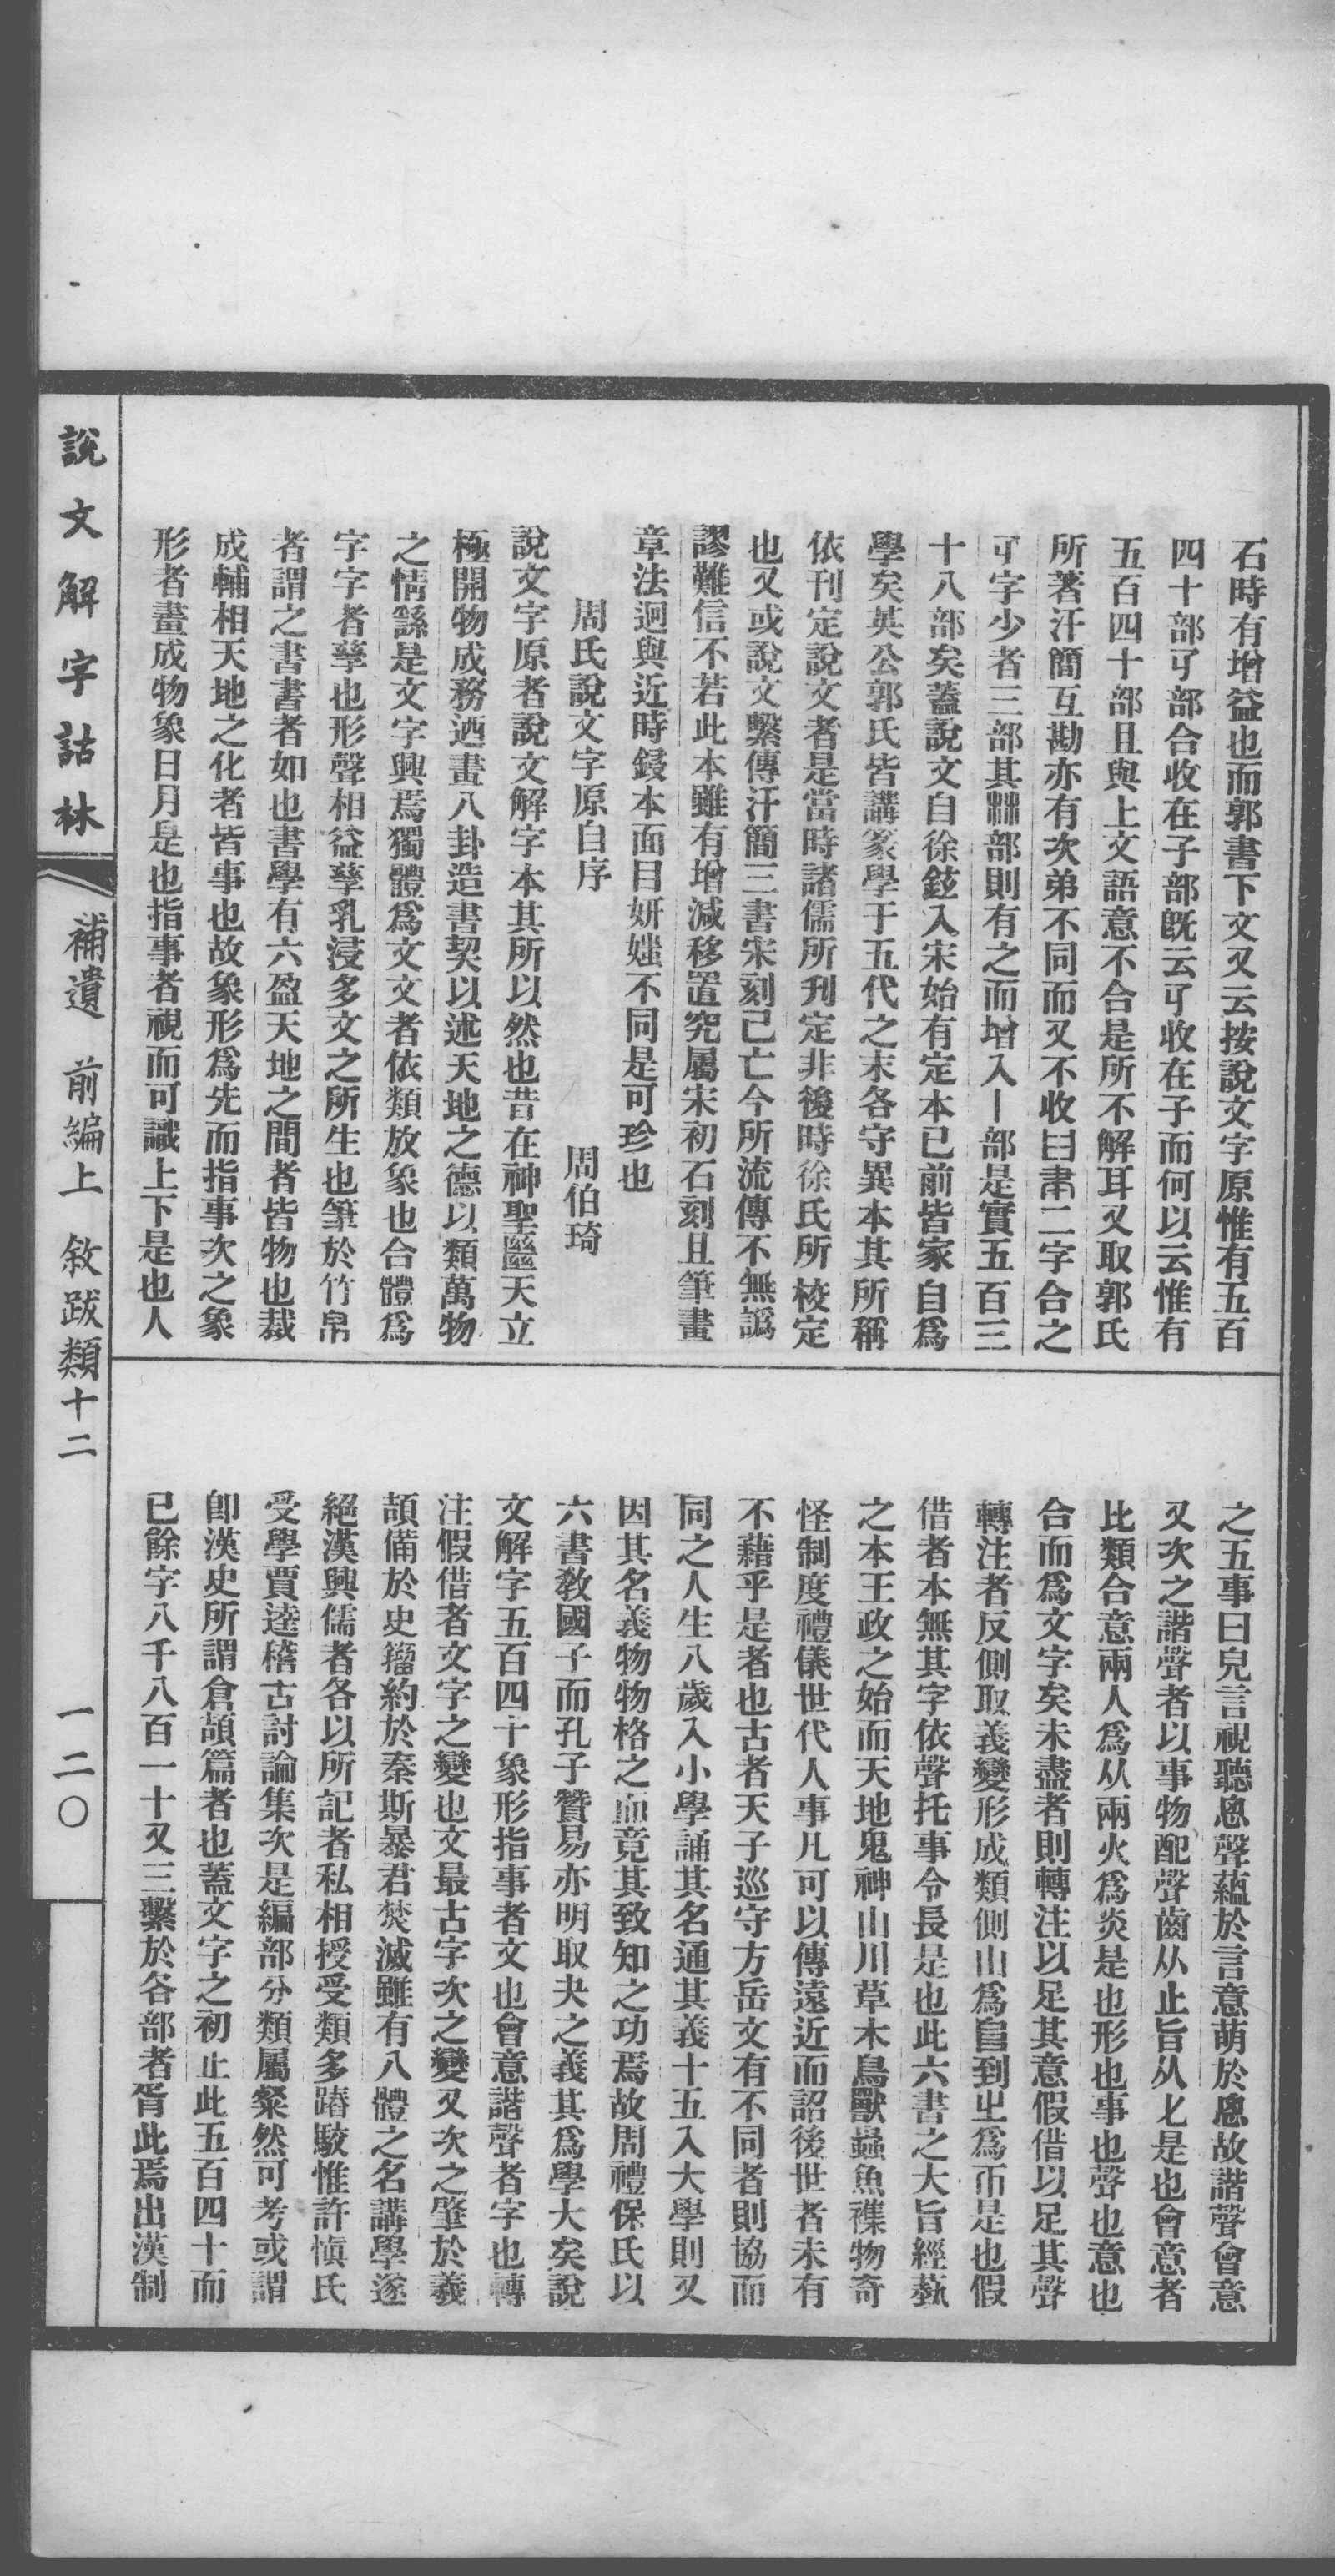 石時有增益也而郭書下文又云按說文字原惟有五百
四十部𠄏部合收在子部既云𠄏收在子而何以云惟有
五百四十部且與上文語意不合是所不解耳又取郭氏
所著汗簡互勘亦有次弟不同而又不收曰𦘒二字合之
𠄏字少者三部其𣏟部則有之而增入丨部是實五百三
十八部矣蓋說文自徐鉉入宋始有定本已前皆家自爲
學矣英公郭氏皆講篆學于五代之末各守異本其所稱
依刊定說文者是當時諸儒所刋定非後時徐氏所校定
也又或說文繫傳汗簡三書宋刻已亡今所流傳不無譌
謬難信不若此本雖有增減移置究屬宋初石刻且筆畫
章法迥與近時鋟本面目妍媸不同是可珍也
周氏說文字原自序　周伯琦
說文字原者說文解字本其所以然也昔在神聖𢇍天立
極開物成務迺畫八卦造書契以述天地之德以類萬物
之情繇是文字興焉獨體爲文文者依類放象也合體爲
字字者孳也形聲相益孳乳浸多文之所生也筆於竹帛
者謂之書書者如也書學有六盈天地之間者皆物也裁
成輔相天地之化者皆事也故象形爲先而指事次之象
形者畫成物象日月是也指事者視而可識上下是也人
之五事曰皃言視聽恖聲蘊於言意萌於恖故諧聲會意
又次之諧聲者以事物配聲齒从止旨从匕是也會意者
比類合意兩人爲从兩火爲炎是也形也事也聲也意也
合而爲文字矣未盡者則轉注以足其意假借以足其聲
轉注者反側取義變形成類側山爲𨸏到㞢爲帀是也假
借者本無其字依聲托事令長是也此六書之大旨經蓺
之本王政之始而天地鬼神山川草木鳥獸蟲魚襍物奇
怪制度禮儀世代人事凡可以傳遠近而詔後世者未有
不藉乎是者也古者天子巡守方岳文有不同者則協而
同之人生八歲入小學誦其名通其義十五入大學則又
因其名義物物格之而竟其致知之功焉故周禮保氏以
六書敎國子而孔子贊易亦明取夬之義其爲學大矣說
文解字五百四十象形指事者文也會意諧聲者字也轉
注假借者文字之變也文最古字次之變又次之肇於羲
頡備於史籒約於秦斯暴君焚滅雖有八體之名講學遂
絕漢興儒者各以所記者私相授受類多踳駁惟許愼氏
受學賈逵稽古討論集次是編部分類屬粲然可考或謂
卽漢史所謂倉頡篇者也蓋文字之初止此五百四十而
已餘字八千八百一十又三繫於各部者胥此焉出漢制
說文解字詁林　補遺　前編上　敘跋類十二　一二〇